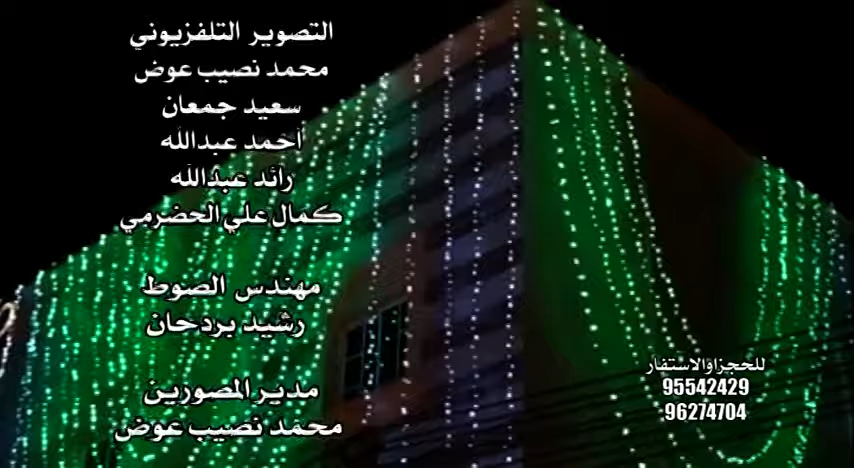 التصوير التلفزيوني
محمد نصيب عوض
سعيد جمعان
أحمد عبدالله
رائد عبدالله
كمال علي الحضرمي
مهندس الصوط
رشيد بردحان
مدير المصورين
محمد نصيب عوض
للحجزاوالاستفار
95542429
96274704